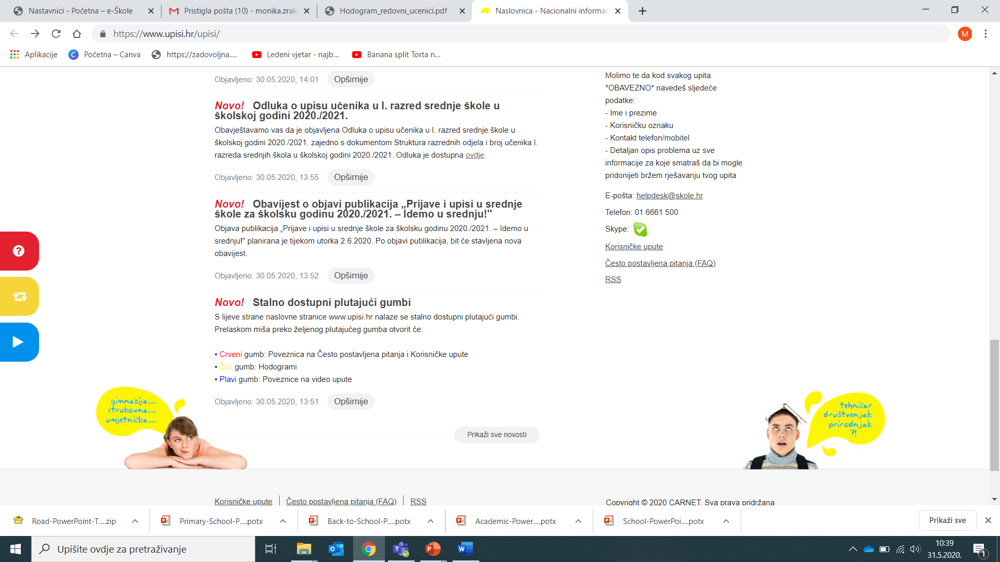 Nastavnici - Početna – e-Škole
Pristigla pošta (10) - monika.zraki
Hodogram_redovni_ucenici.pdf
Naslovnica - Nacionalni informac
https://www.upisi.hr/upisi/
M
Aplikacije
Početna – Canva
https://zadovoljna....
Ledeni vjetar - najb...
Banana split Torta n...
Objavljeno: 30.05.2020, 14:01 Opširnije
Novo! Odluka o upisu učenika u I. razred srednje škole u
školskoj godini 2020./2021.
Obavještavamo vas da je objavljena Odluka o upisu učenika u I. razred srednje škole u
školskoj godini 2020./2021. zajedno s dokumentom Struktura razrednih odjela i broj učenika I.
razreda srednjih škola u školskoj godini 2020./2021. Odluka je dostupna ovdje.
Objavljeno: 30.05.2020, 13:55 Opširnije
Novo! Obavijest o objavi publikacija „Prijave i upisi u srednje
škole za školsku godinu 2020./2021. – Idemo u srednju!"
Objava publikacija „Prijave i upisi u srednje škole za školsku godinu 2020./2021. – Idemo u
srednju!" planirana je tijekom utorka 2.6.2020. Po objavi publikacija, bit će stavljena nova
obavijest.
Objavljeno: 30.05.2020, 13:52 Opširnije
Novo! Stalno dostupni plutajući gumbi
S lijeve strane naslovne stranice www.upisi.hr nalaze se stalno dostupni plutajući gumbi.
Prelaskom miša preko željenog plutajućeg gumba otvorit će:
• Crveni gumb: Poveznica na Često postavljena pitanja i Korisničke upute
• Žuti gumb: Hodogrami
• Plavi gumb: Poveznice na video upute
Objavljeno: 30.05.2020, 13:51 Opširnije
Prikaži sve novosti
Molimo te da kod svakog upita
*OBAVEZNO* navedeš sljedeće
podatke:
- Ime i prezime
- Korisničku oznaku
- Kontakt telefon/mobitel
- Detaljan opis problema uz sve
informacije za koje smatraš da bi mogle
pridonijeti bržem rješavanju tvog upita
E-pošta: helpdesk@skole.hr
Telefon: 01 6661 500
Skype:
Korisničke upute
Često postavljena pitanja (FAQ)
RSS
gimnazija...
strukovna...
umjetnička...
tehničar
društvenjak
prirodnjak
?!
Korisničke upute
Često postavljena pitanja (FAQ)
RSS
Copyright © 2020 CARNET. Sva prava pridržana
Road-PowerPoint-T....zip
Primary-School-P....potx
Back-to-School-P....potx
Academic-Power....potx
School-PowerPoi....potx
Prikaži sve
Upišite ovdje za pretraživanje
10:39
31.5.2020.
1